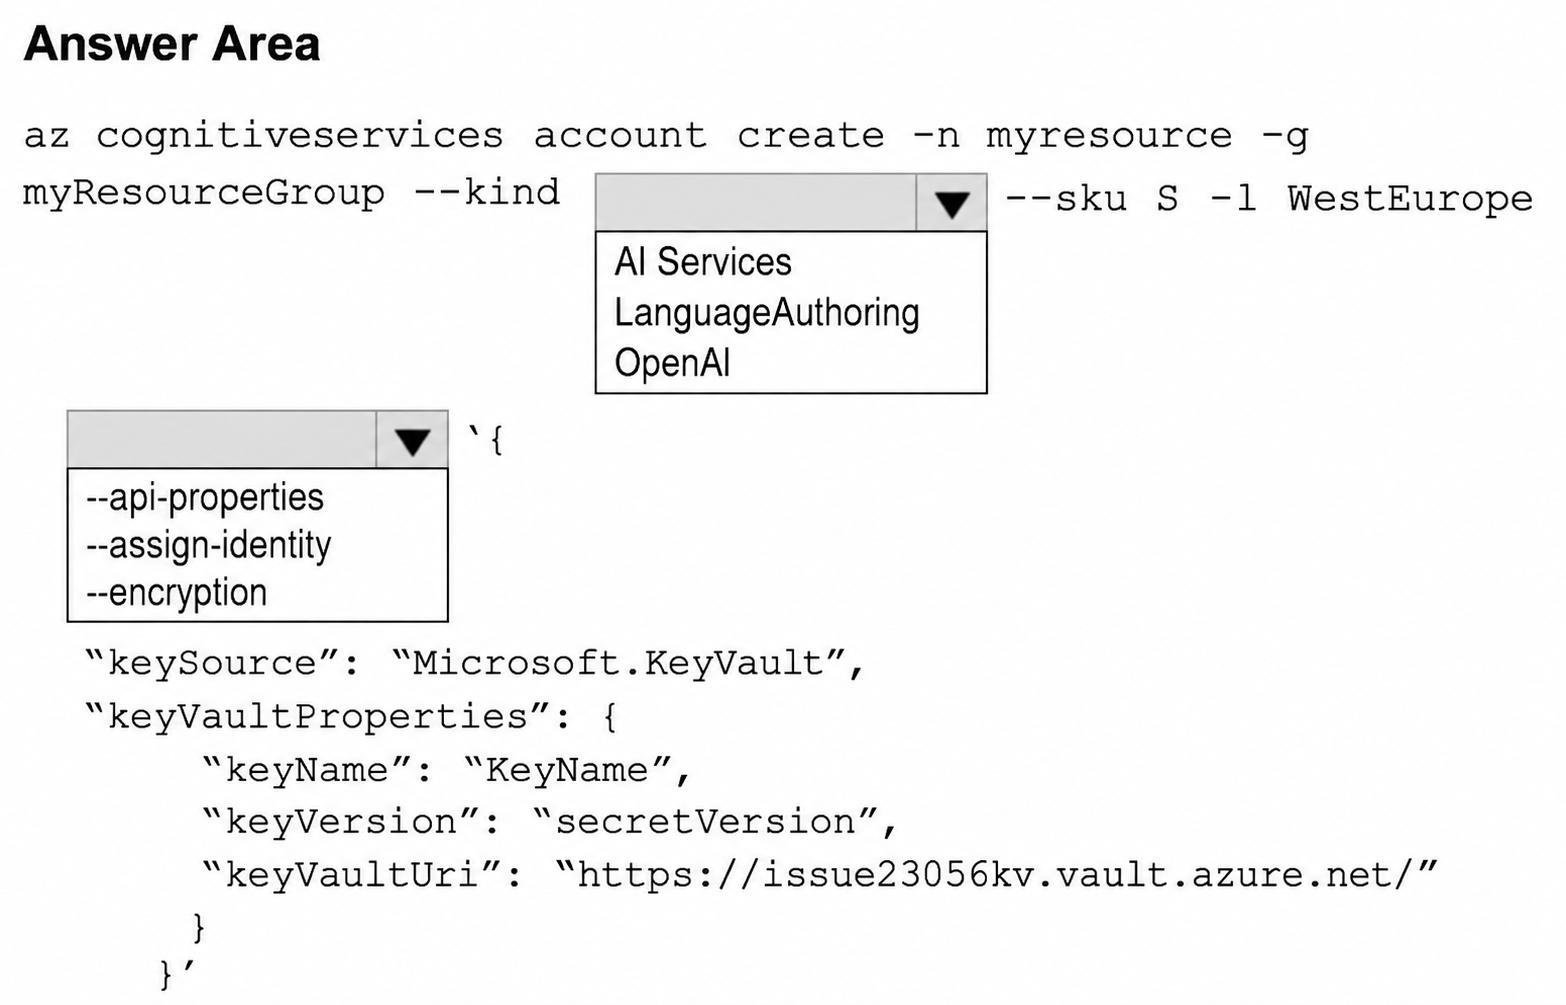 Answer Area
az cognitiveservices account create -n myresource -g
myResourceGroup --kind --sku S -l WestEurope
AI Services
LanguageAuthoring
OpenAI
‵{
--api-properties
--assign-identity
--encryption
“keySource”: “Microsoft.KeyVault”,
“keyVaultProperties”: {
“keyName”: “KeyName”,
“keyVersion”: “secretVersion”,
“keyVaultUri”: “https://issue23056kv.vault.azure.net/”
}
}’